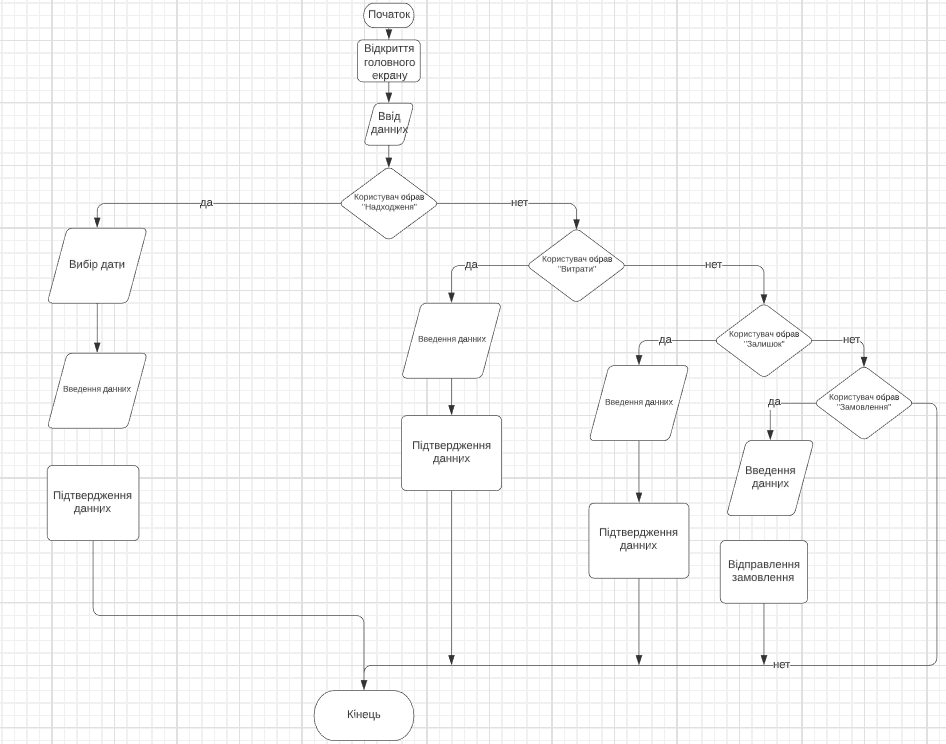 Початок
Відкриття
головного
екрану
Ввід
данних
Користувач обрав
"Надходженя"
да
нет
Вибір дати
Користувач обрав
"Витрати"
да
нет
Введення данних
Користувач обрав
"Залишок"
да
нет
Введення данних
Введення данних
Користувач обрав
"Замовлення"
да
Підтвердження
данних
Введення
данних
Підтвердження
данних
Підтвердження
данних
Відправлення
замовлення
нет
Кінець